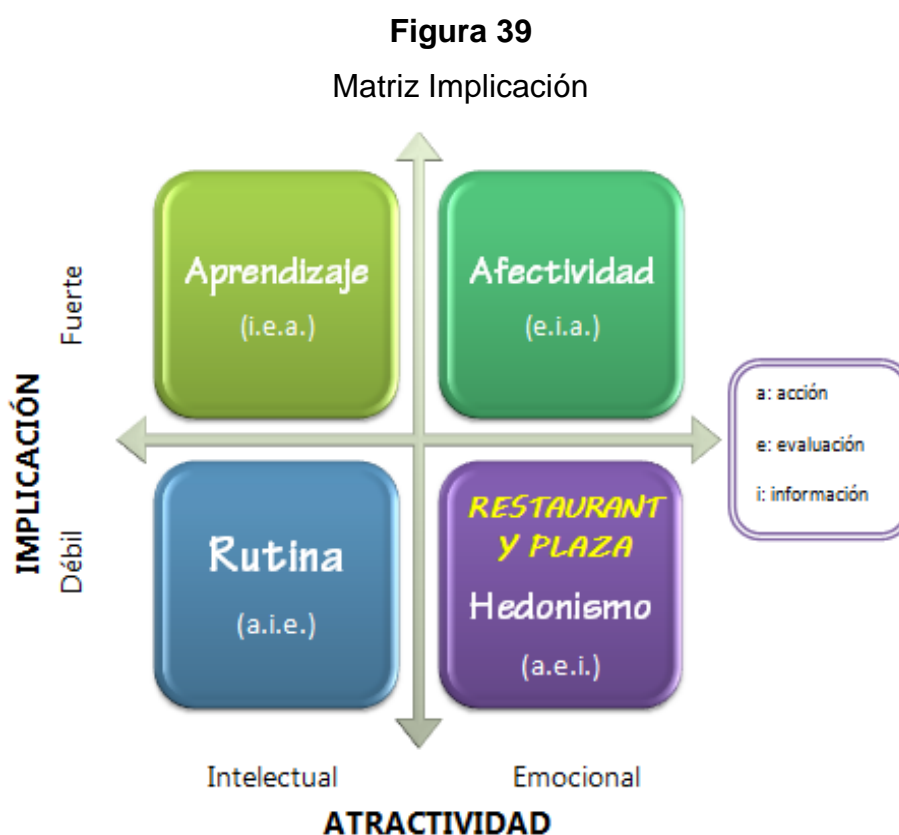 Figura 39
Matriz Implicación
Aprendizaje
(i.e.a.)
Afectividad
(e.i.a.)
Fuerte
IMPLICACIÓN
Débil
a: acción
e: evaluación
i: información
Rutina
(a.i.e.)
RESTAURANT
Y PLAZA
Hedonismo
(a.e.i.)
Intelectual
Emocional
ATRACTIVIDAD